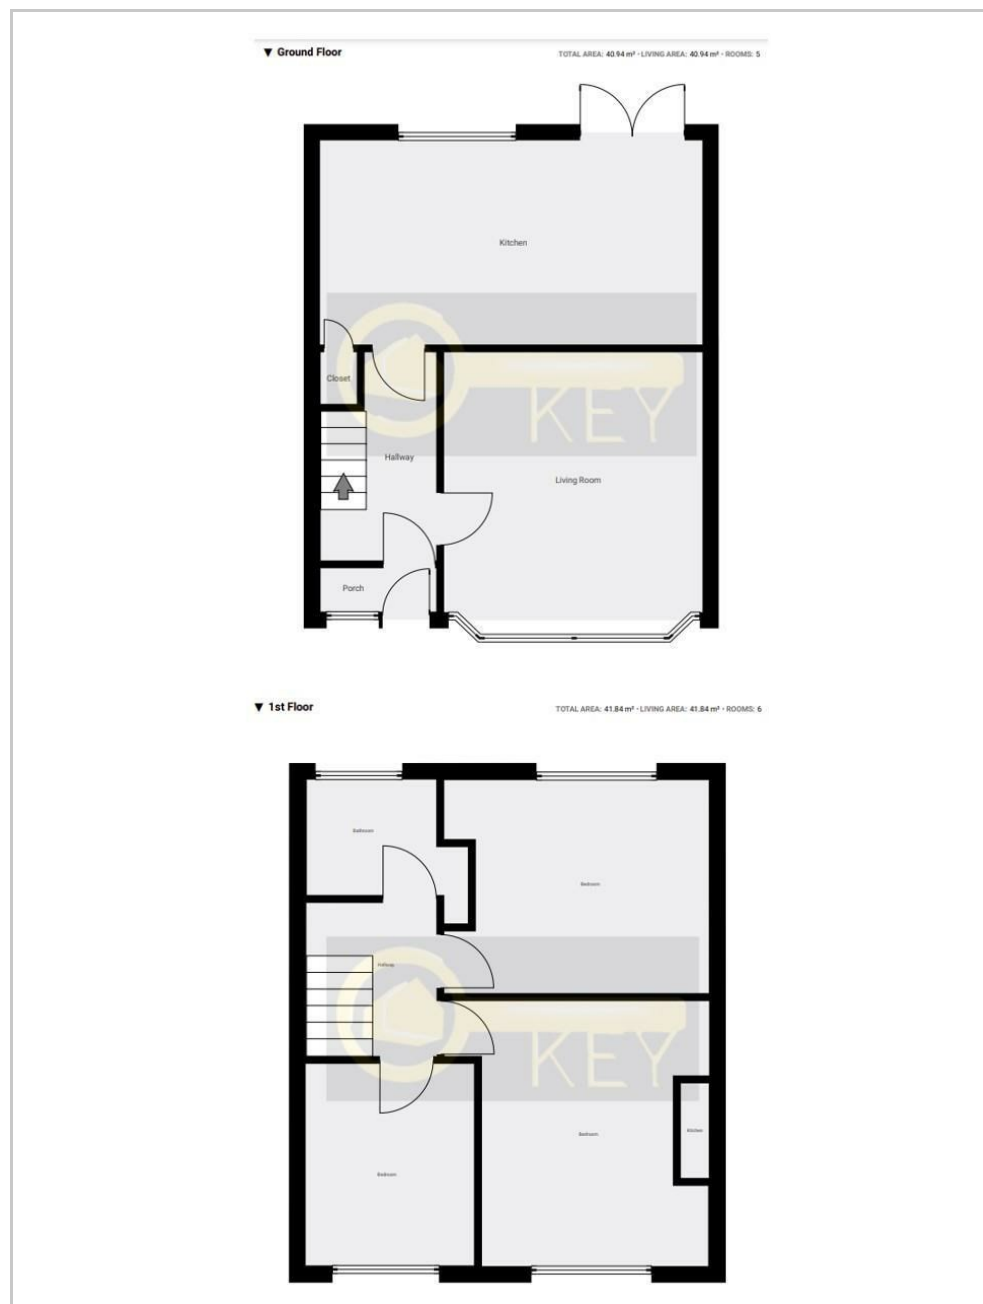 ▼ Ground Floor
TOTAL AREA: 40.94 m² • LIVING AREA: 40.94 m² • ROOMS: 5
Kitchen
Closet
KEY
Hallway
Living Room
Porch
▼ 1st Floor
TOTAL AREA: 41.84 m² • LIVING AREA: 41.84 m² • ROOMS: 6
Bathroom
Bedroom
Hallway
KEY
Kitchen
Bedroom
Bedroom